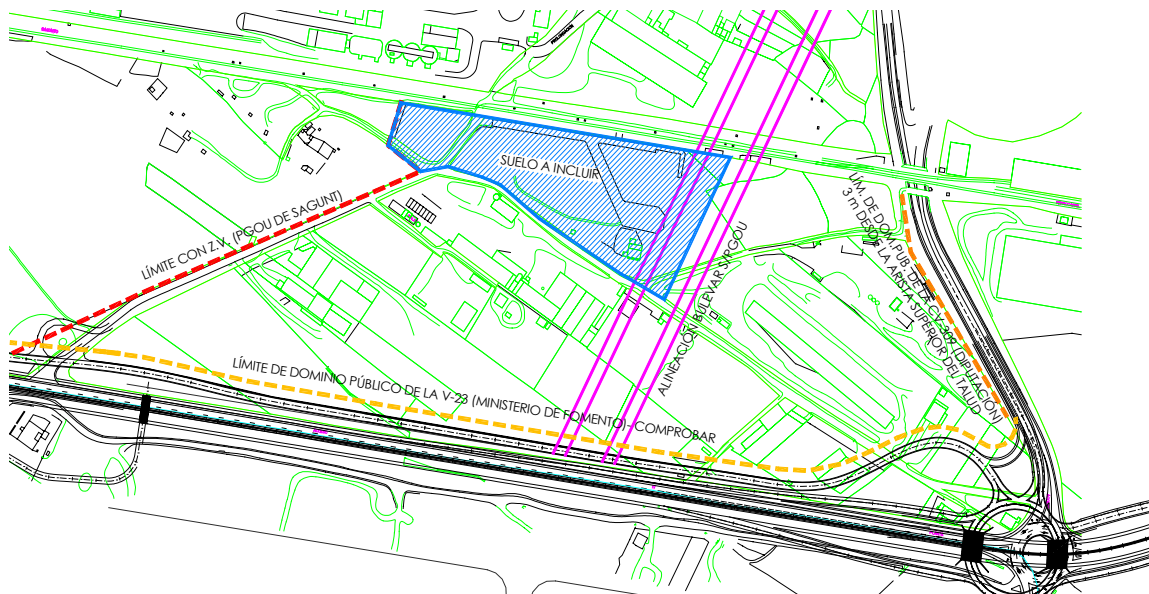 SUELO A INCLUIR
LÍMITE CON Z.V. (PGOU DE SAGUNT)
LÍM. DE DOM.PUB. DE LA CV-309 (DIPUTACIÓN)
3 m DESDE LA ARISTA SUPERIOR DEL TALUD
ALINEACIÓN BULEVAR S/PGOU
LÍMITE DE DOMINIO PÚBLICO DE LA V-23 (MINISTERIO DE FOMENTO)- COMPROBAR